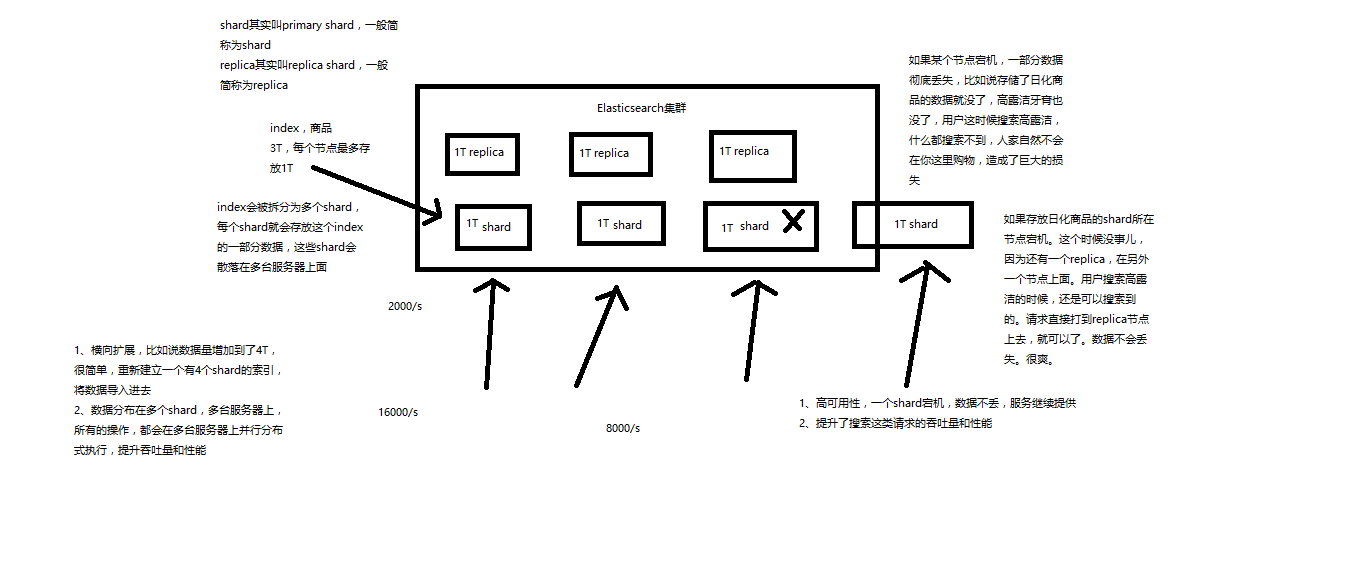 shard其实叫primary shard，一般简
称为shard
replica其实叫replica shard，一般
简称为replica
index，商品
3T，每个节点最多存
放1T
index会被拆分为多个shard，
每个shard就会存放这个index
的一部分数据，这些shard会
散落在多台服务器上面
Elasticsearch集群
1T replica
1T replica
1T replica
1T shard
1T shard
1T shard
1T shard
如果某个节点宕机，一部分数据
彻底丢失，比如说存储了日化商
品的数据就没了，高露洁牙膏也
没了，用户这时候搜索高露洁，
什么都搜索不到，人家自然不会
在你这里购物，造成了巨大的损
失
如果存放日化商品的shard所在
节点宕机。这个时候没事儿，
因为还有一个replica，在另外
一个节点上面。用户搜索高露
洁的时候，还是可以搜索到
的。请求直接打到replica节点
上去，就可以了。数据不会丢
失。很爽。
2000/s
1、横向扩展，比如说数据量增加到了4T，
很简单，重新建立一个有4个shard的索引，
将数据导入进去
2、数据分布在多个shard，多台服务器上，
所有的操作，都会在多台服务器上并行分布
式执行，提升吞吐量和性能
16000/s
8000/s
1、高可用性，一个shard宕机，数据不丢，服务继续提供
2、提升了搜索这类请求的吞吐量和性能